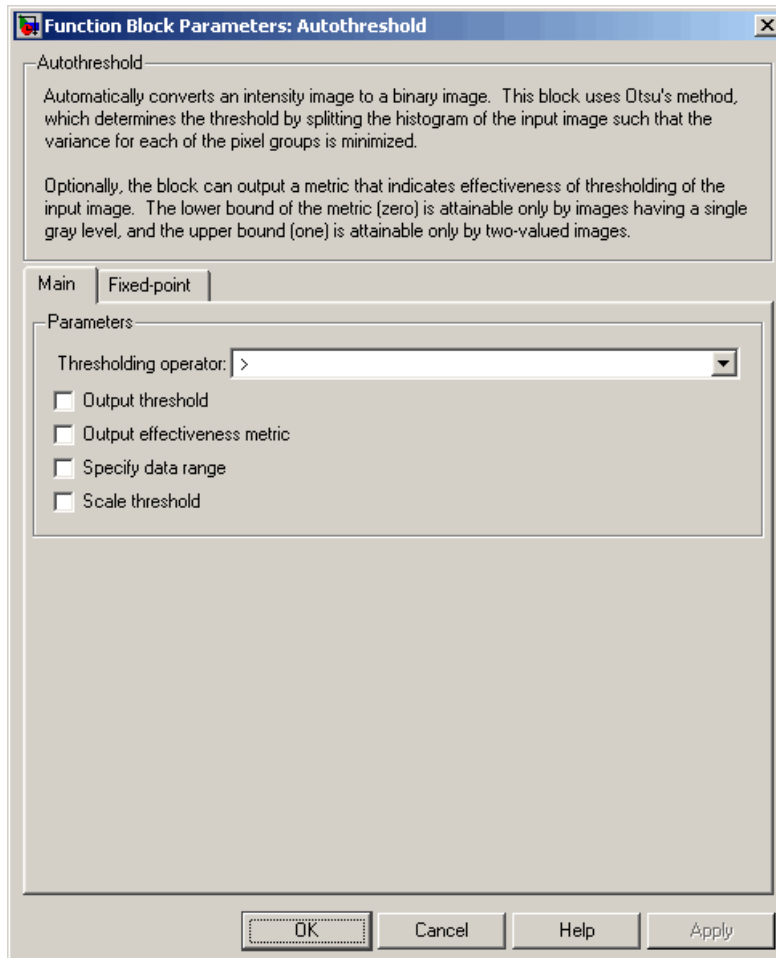 Function Block Parameters: Autothreshold
Autothreshold
Automatically converts an intensity image to a binary image. This block uses Otsu's method,
which determines the threshold by splitting the histogram of the input image such that the
variance for each of the pixel groups is minimized.
Optionally, the block can output a metric that indicates effectiveness of thresholding of the
input image. The lower bound of the metric (zero) is attainable only by images having a single
gray level, and the upper bound (one) is attainable only by two-valued images.
Main Fixed-point
Parameters
Thresholding operator: >
Output threshold
Output effectiveness metric
Specify data range
Scale threshold
OK Cancel Help Apply